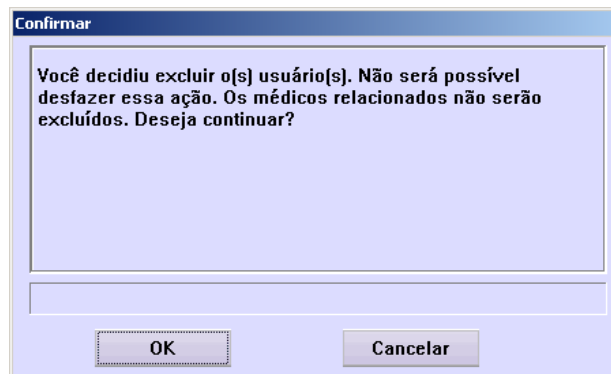 Confirmar
Você decidiu excluir o(s) usuário(s). Não será possível
desfazer essa ação. Os médicos relacionados não serão
excluídos. Deseja continuar?
OK
Cancelar